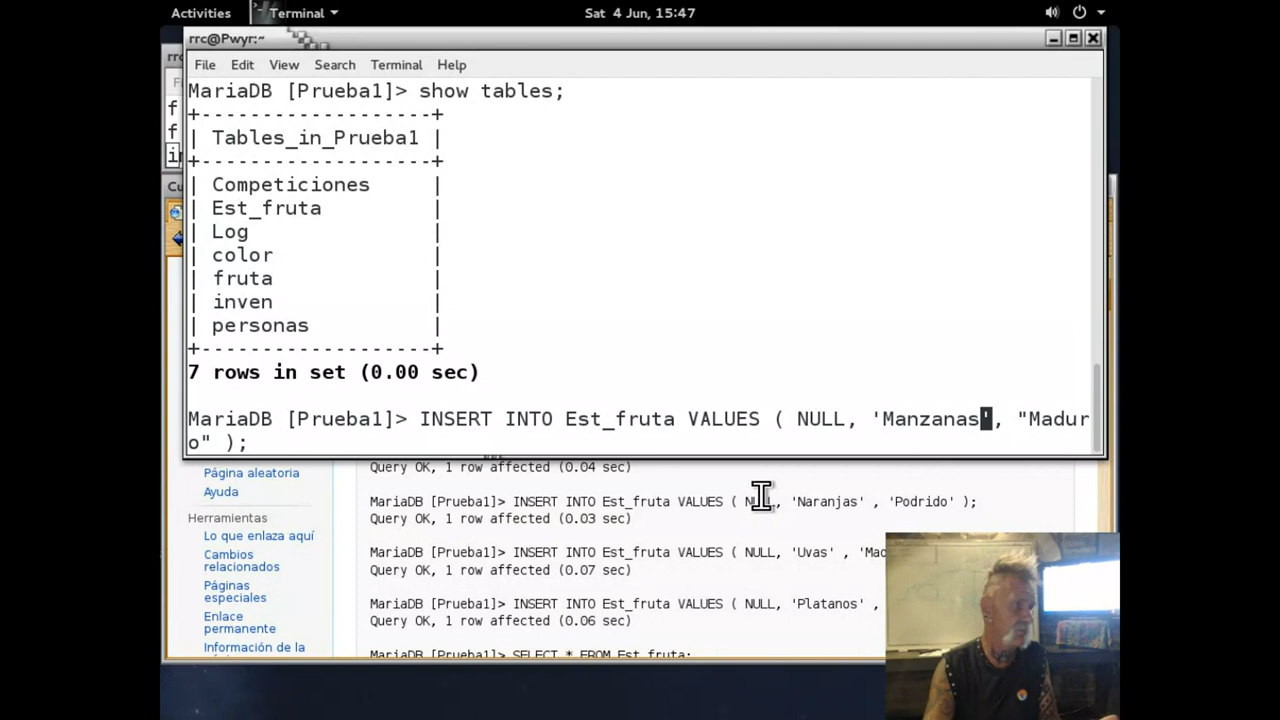 Activities
Terminal
Sat 4 Jun, 15:47
rrc@Pwyr:~
File Edit View Search Terminal Help
MariaDB [Prueba1]> show tables;
+-------------------+
| Tables_in_Prueba1 |
+-------------------+
| Competiciones |
| Est_fruta |
| Log |
| color |
| fruta |
| inven |
| personas |
+-------------------+
7 rows in set (0.00 sec)
MariaDB [Prueba1]> INSERT INTO Est_fruta VALUES ( NULL, 'Manzanas', "Madur
o" );
Página aleatoria
Ayuda
Herramientas
Lo que enlaza aquí
Cambios
relacionados
Páginas
especiales
Enlace
permanente
Información de la
Query OK, 1 row affected (0.04 sec)
MariaDB [Prueba1]> INSERT INTO Est_fruta VALUES ( NULL, 'Naranjas' , 'Podrido' );
Query OK, 1 row affected (0.03 sec)
MariaDB [Prueba1]> INSERT INTO Est_fruta VALUES ( NULL, 'Uvas' , 'Mad
Query OK, 1 row affected (0.07 sec)
MariaDB [Prueba1]> INSERT INTO Est_fruta VALUES ( NULL, 'Platanos' ,
Query OK, 1 row affected (0.06 sec)
MariaDB [Prueba1]> SELECT * FROM Est_fruta;